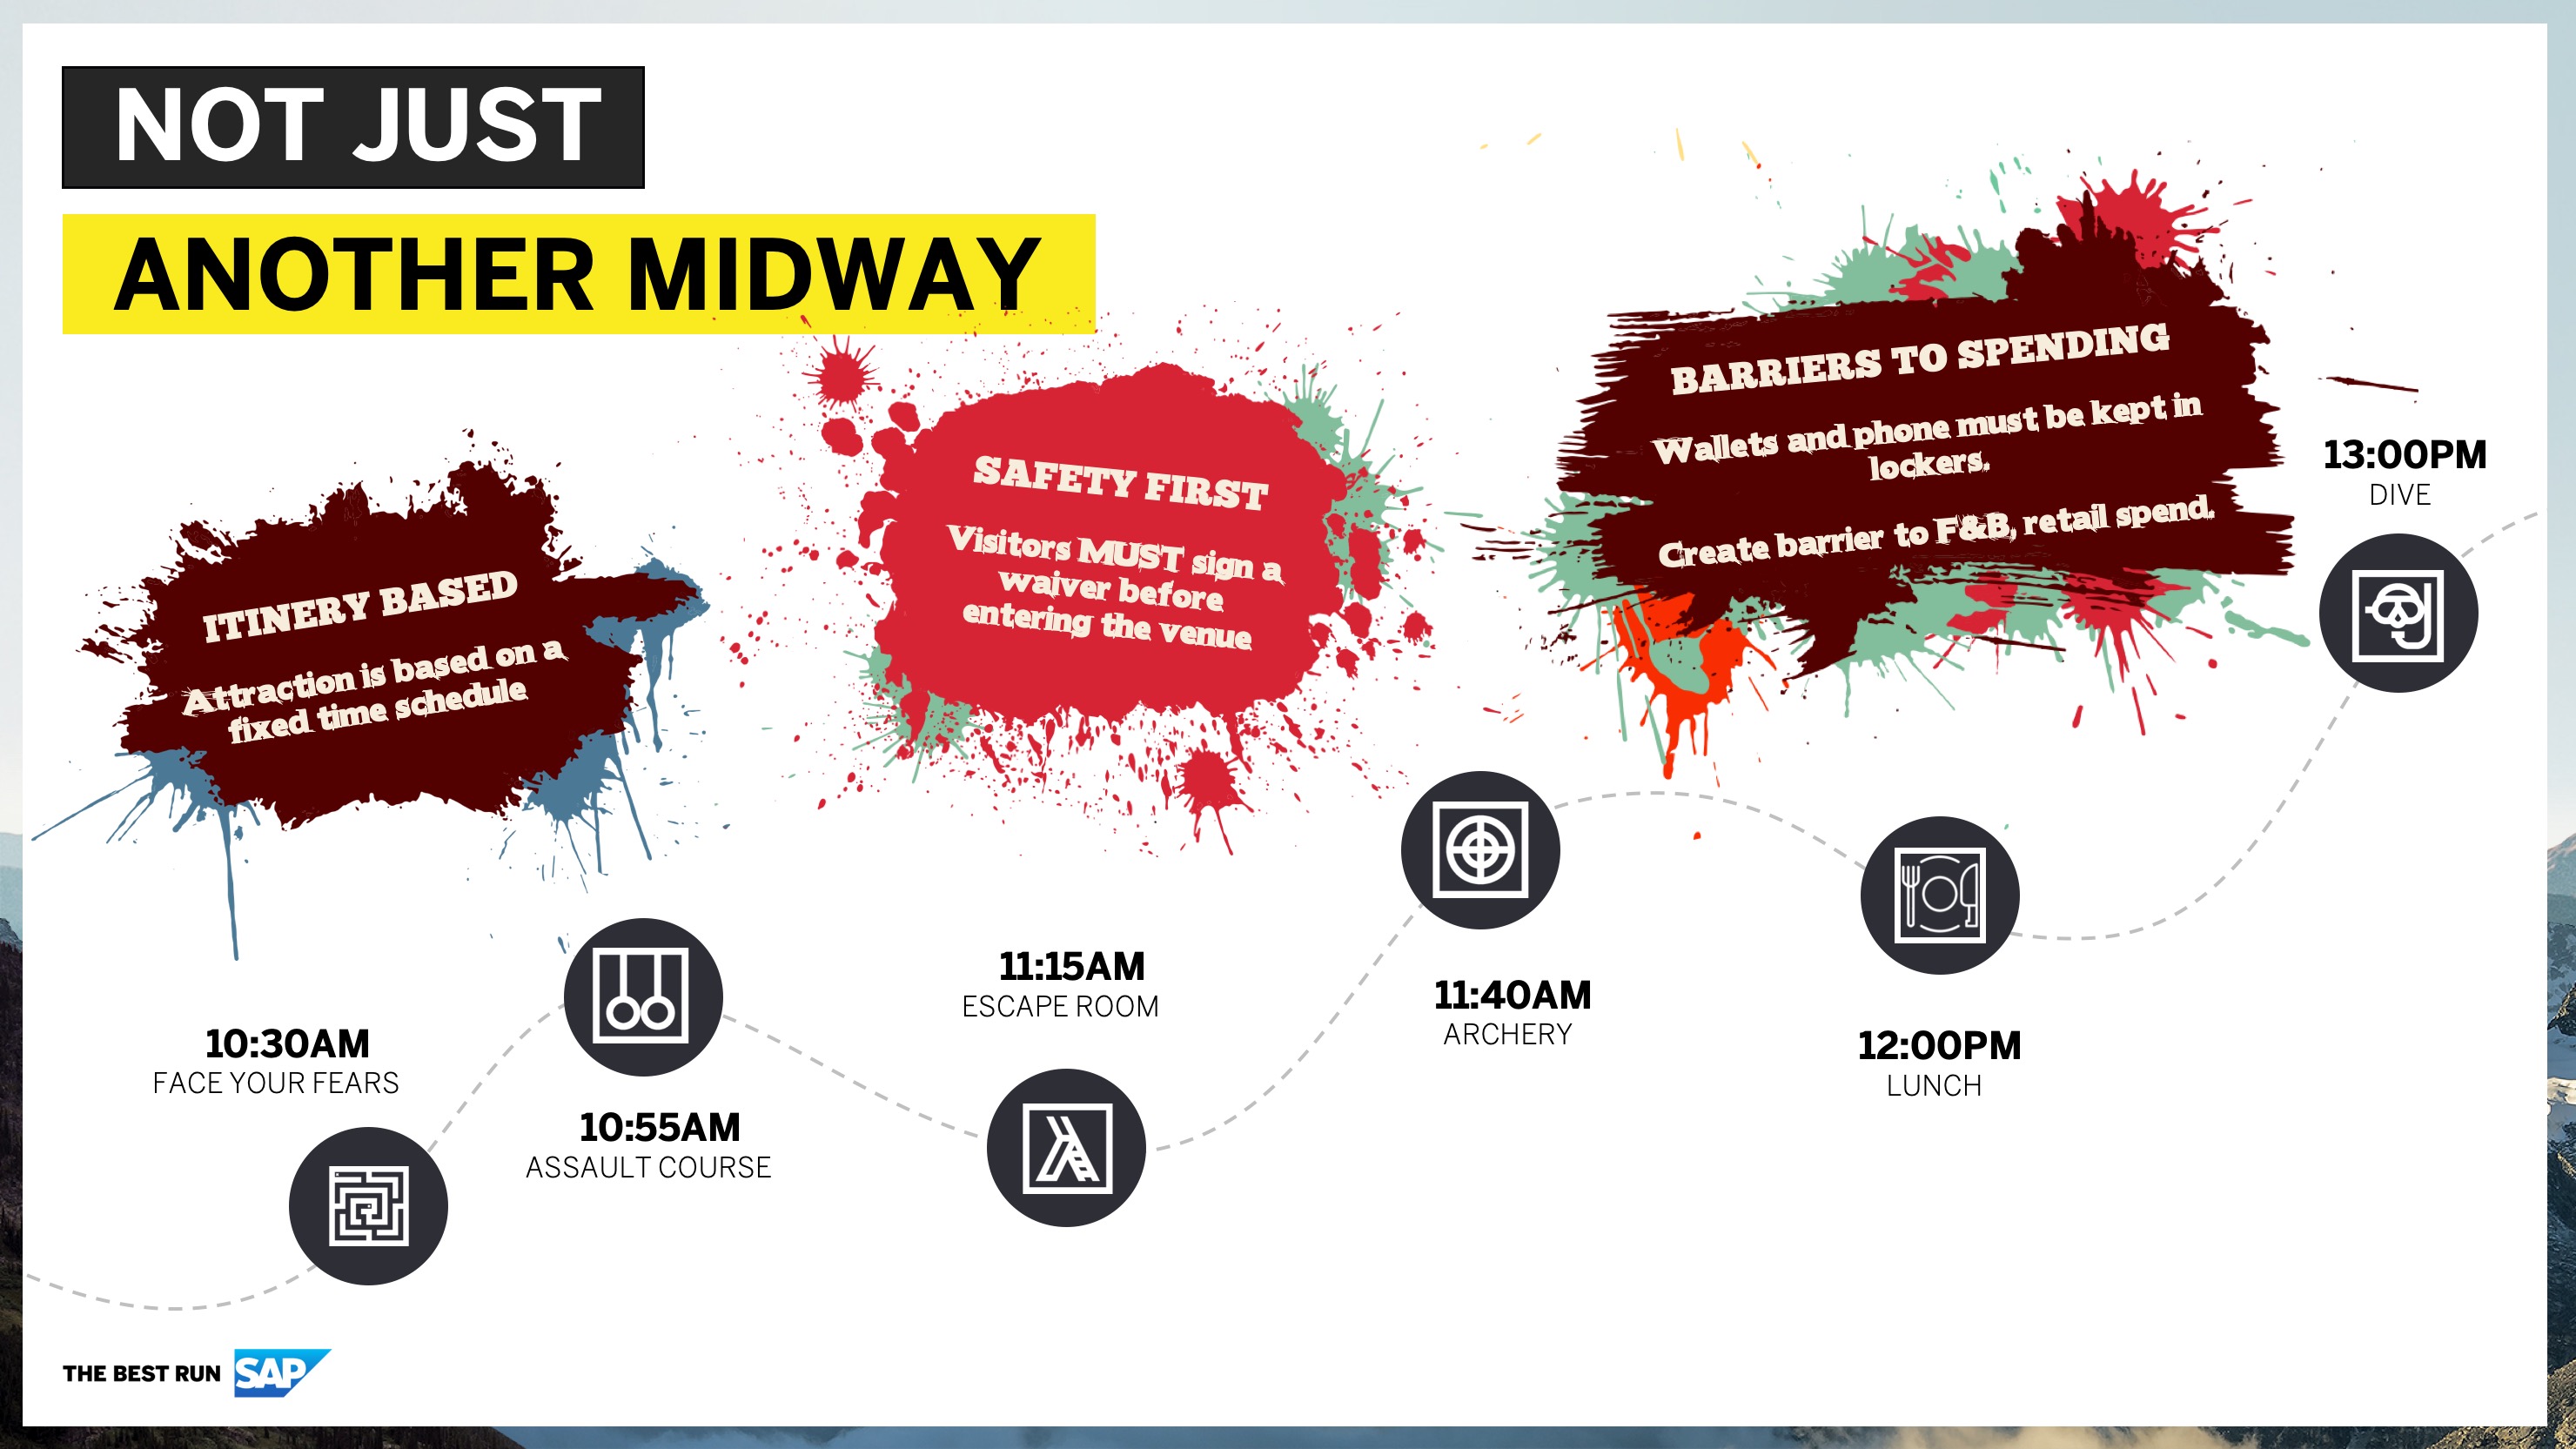 NOT JUST
ANOTHER MIDWAY
ITINERY BASED
Attraction is based on a
fixed time schedule
SAFETY FIRST
Visitors MUST sign a
waiver before
entering the venue
BARRIERS TO SPENDING
Wallets and phone must be kept in
lockers.
Create barrier to F&B, retail spend.
13:00PM
DIVE
10:30AM
FACE YOUR FEARS
10:55AM
ASSAULT COURSE
11:15AM
ESCAPE ROOM
11:40AM
ARCHERY
12:00PM
LUNCH
THE BEST RUN SAP